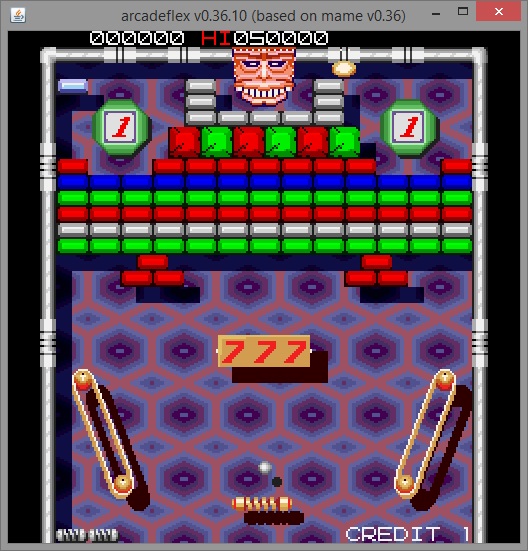 arcadeflex v0.36.10 (based on mame v0.36)
000000 HI050000
1 1
777
CREDIT 1